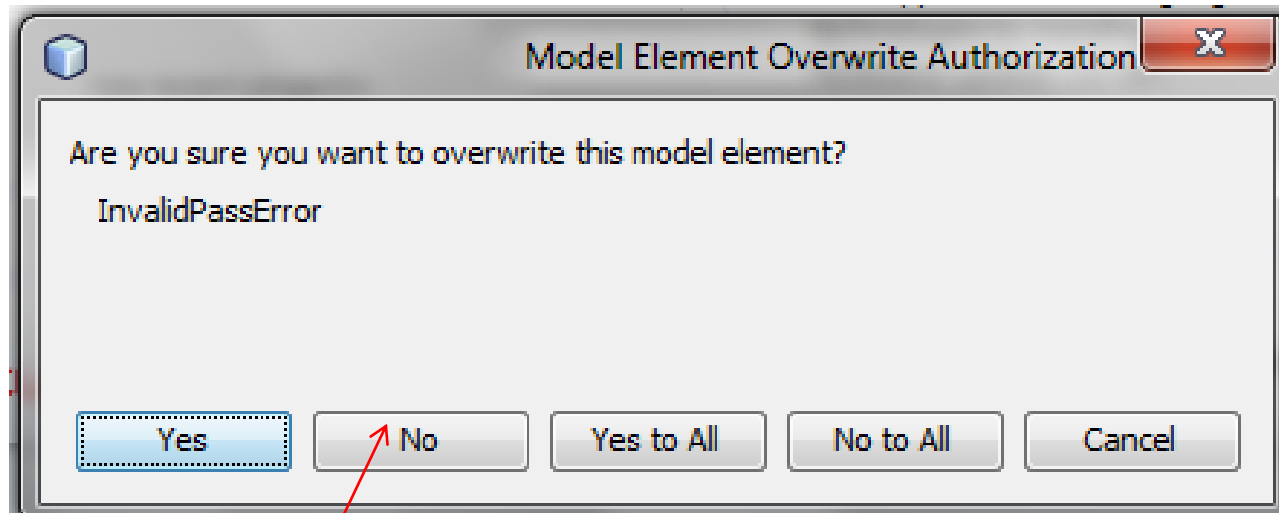 Model Element Overwrite Authorization
Are you sure you want to overwrite this model element?
InvalidPassError
Yes No Yes to All No to All Cancel